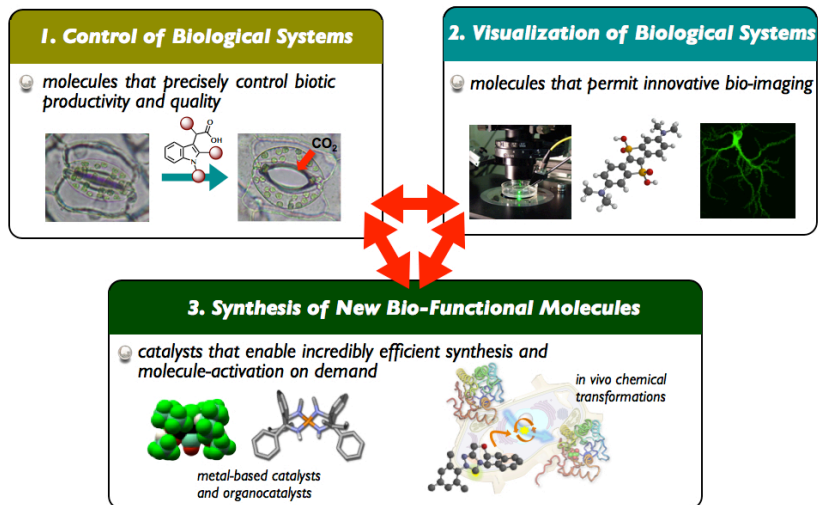 1. Control of Biological Systems
molecules that precisely control biotic
productivity and quality
O
OH
N
CO2
2. Visualization of Biological Systems
molecules that permit innovative bio-imaging
3. Synthesis of New Bio-Functional Molecules
catalysts that enable incredibly efficient synthesis and
molecule-activation on demand
in vivo chemical
transformations
metal-based catalysts
and organocatalysts